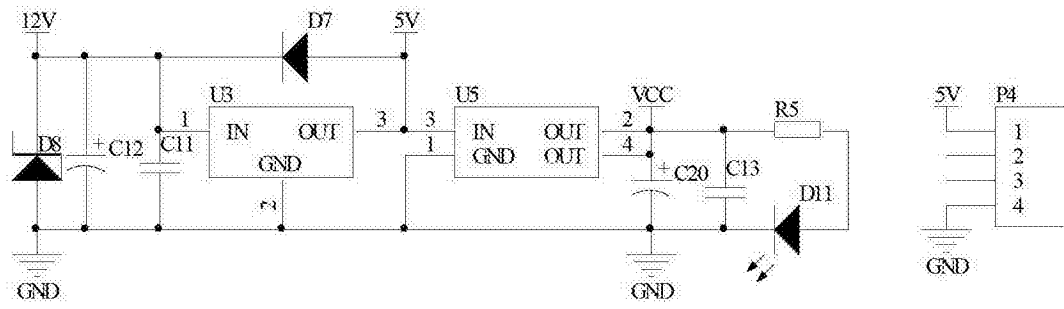 12V
D7
5V
U3
U5
VCC
5V
P4
R5
1
IN
OUT
3
3
IN
OUT
2
1
D8
+
C12
C11
GND
1
GND
OUT
4
2
+
C20
C13
3
2
D11
4
GND
GND
GND